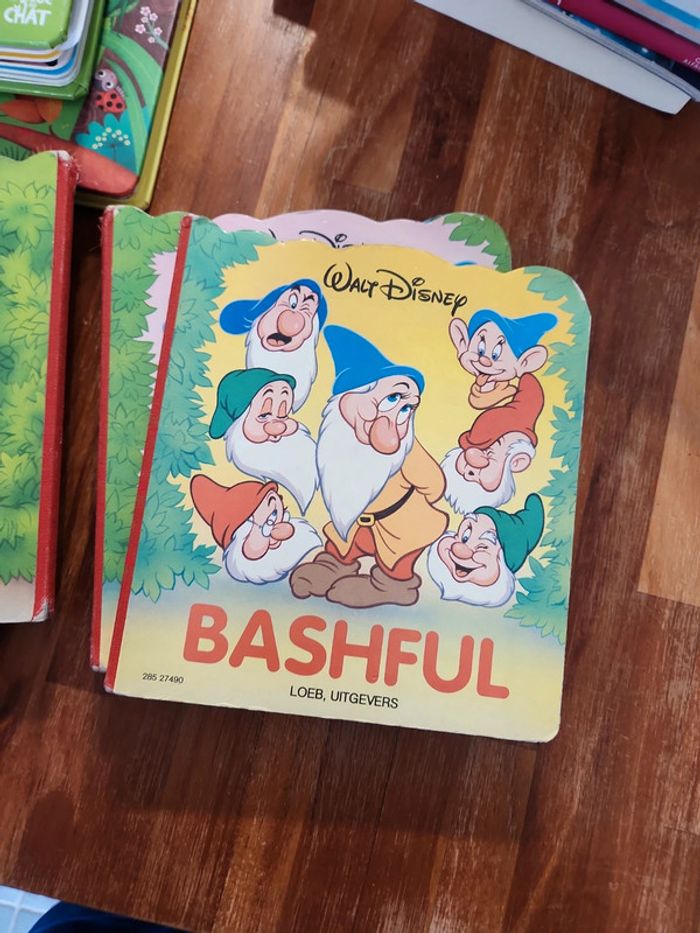 CHAT
WALT DISNEY
BASHFUL
285 27490
LOEB, UITGEVERS